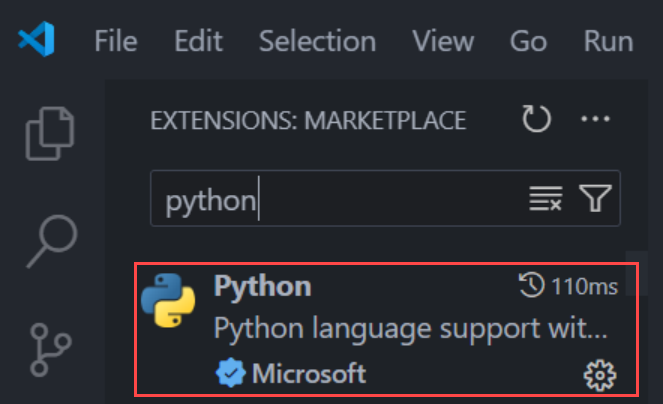 File Edit Selection View Go Run
EXTENSIONS: MARKETPLACE
python
Python 110ms
Python language support wit...
Microsoft